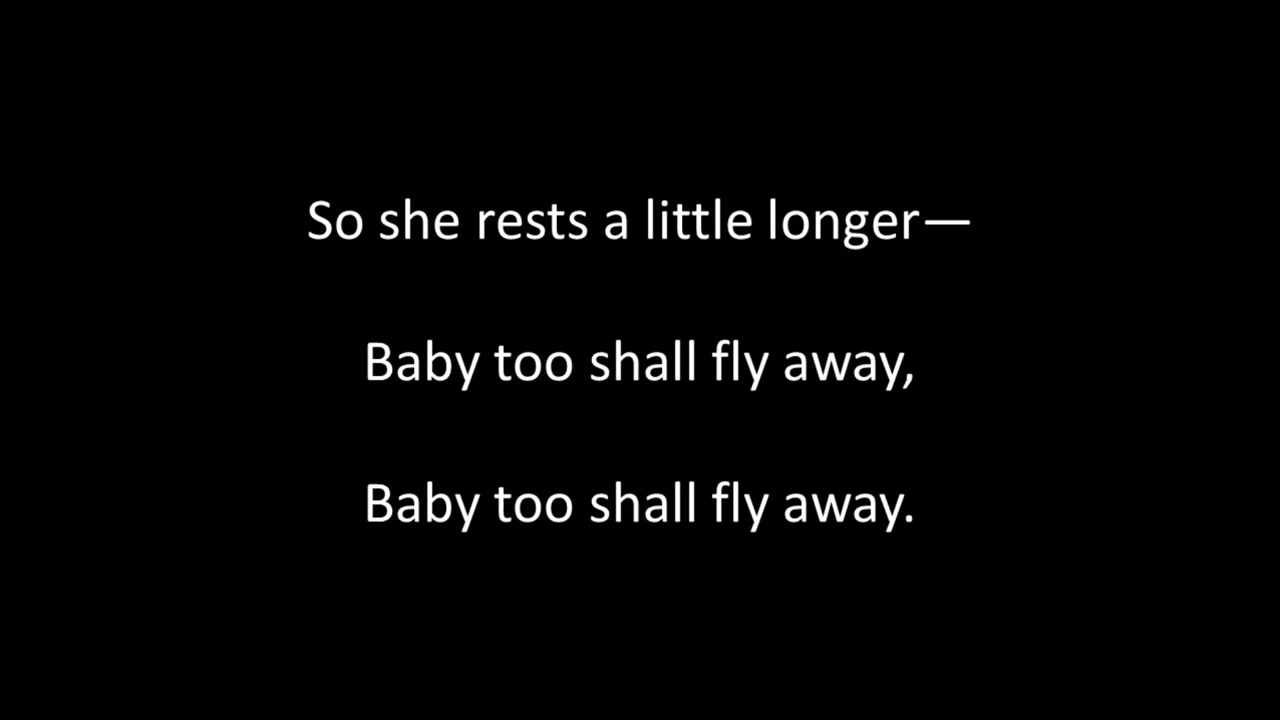 So she rests a little longer—
Baby too shall fly away,
Baby too shall fly away.